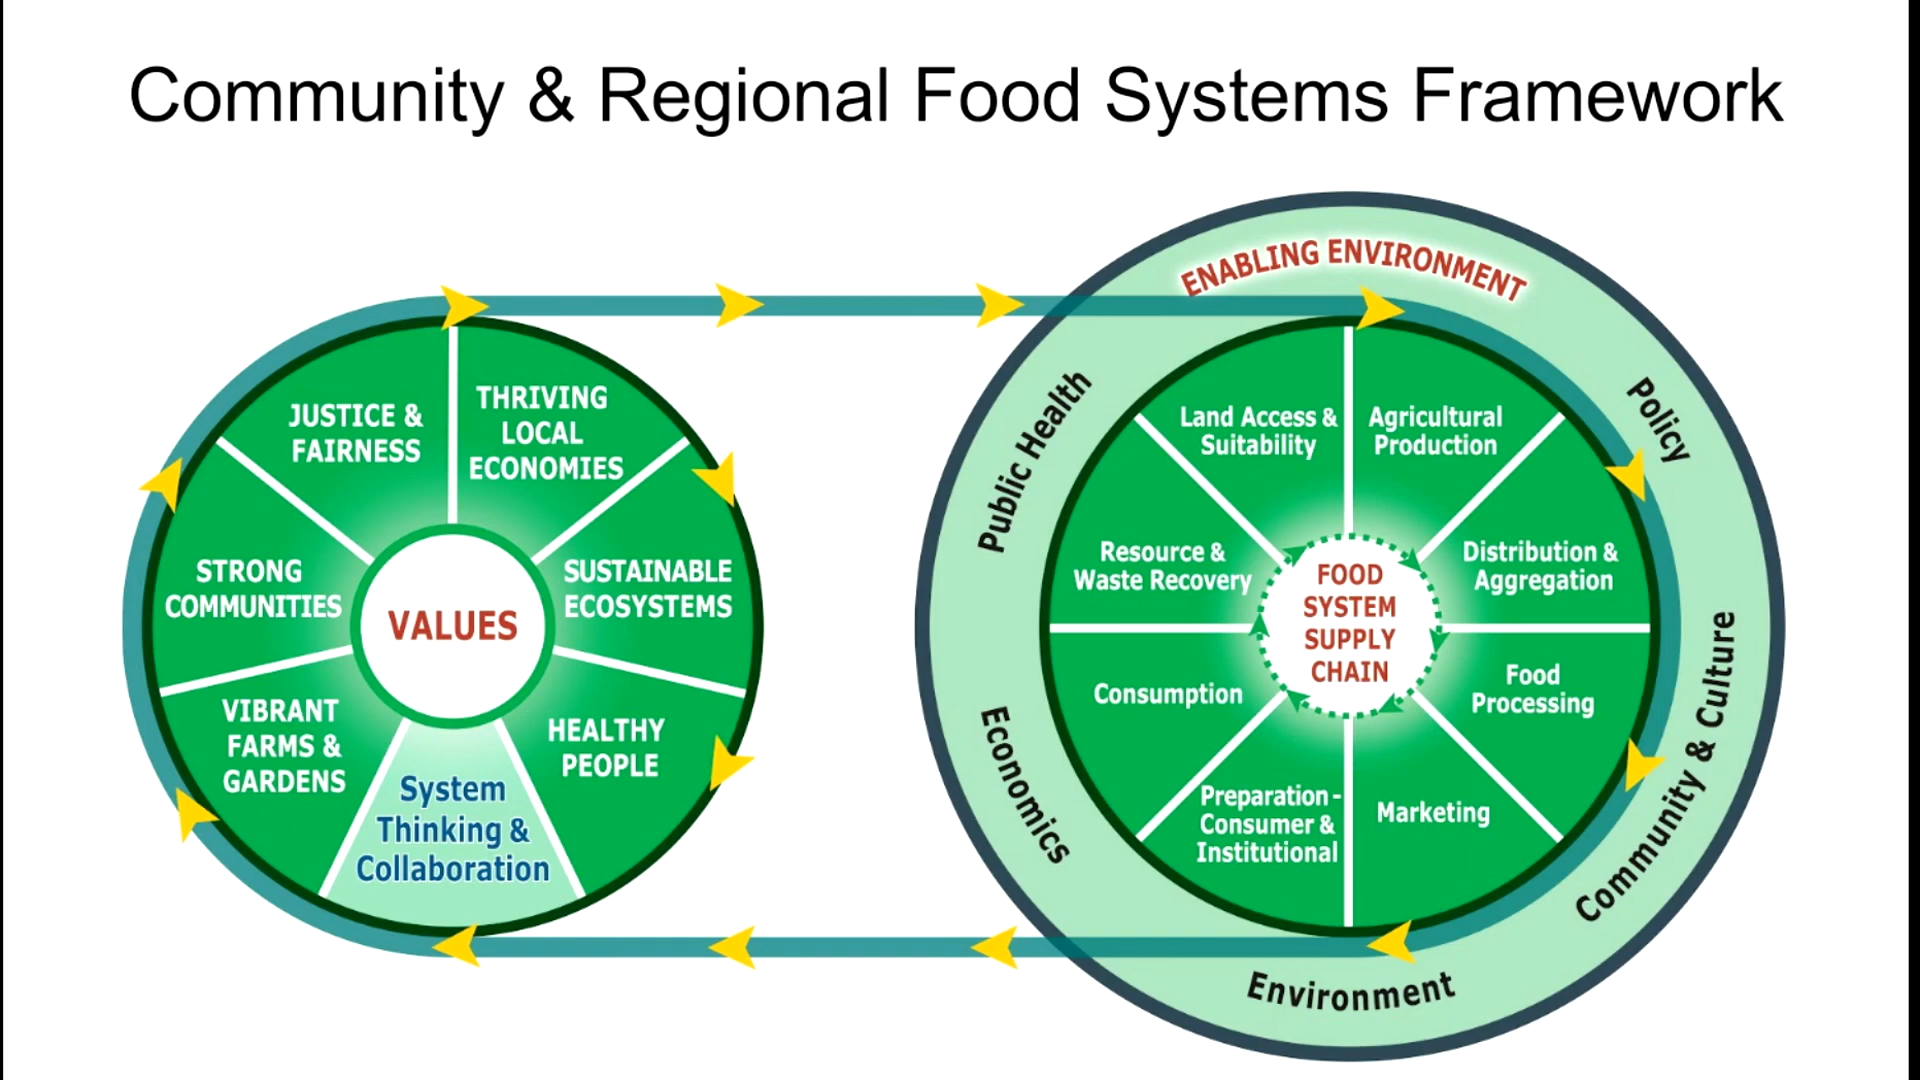 Community & Regional Food Systems Framework
JUSTICE &
FAIRNESS
THRIVING
LOCAL
ECONOMIES
STRONG
COMMUNITIES
VALUES
SUSTAINABLE
ECOSYSTEMS
VIBRANT
FARMS &
GARDENS
System
Thinking &
Collaboration
HEALTHY
PEOPLE
ENABLING ENVIRONMENT
Public Health
Policy
Economics
Community & Culture
Environment
Land Access &
Suitability
Agricultural
Production
Resource &
Waste Recovery
FOOD
SYSTEM
SUPPLY
CHAIN
Distribution &
Aggregation
Consumption
Food
Processing
Preparation -
Consumer &
Institutional
Marketing